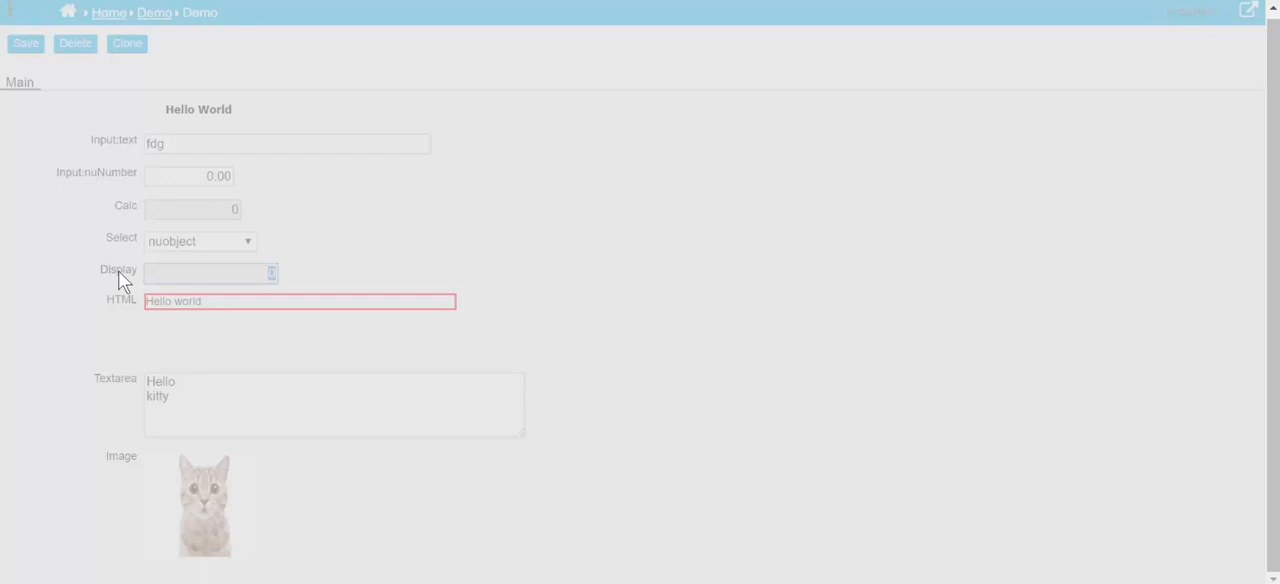 Home Demo Demo
Save Delete Clone
Main
Hello World
Input:text fdg
Input:nuNumber 0.00
Calc 0
Select nuobject
Display 0
HTML Hello world
Textarea Hello
kitty
Image